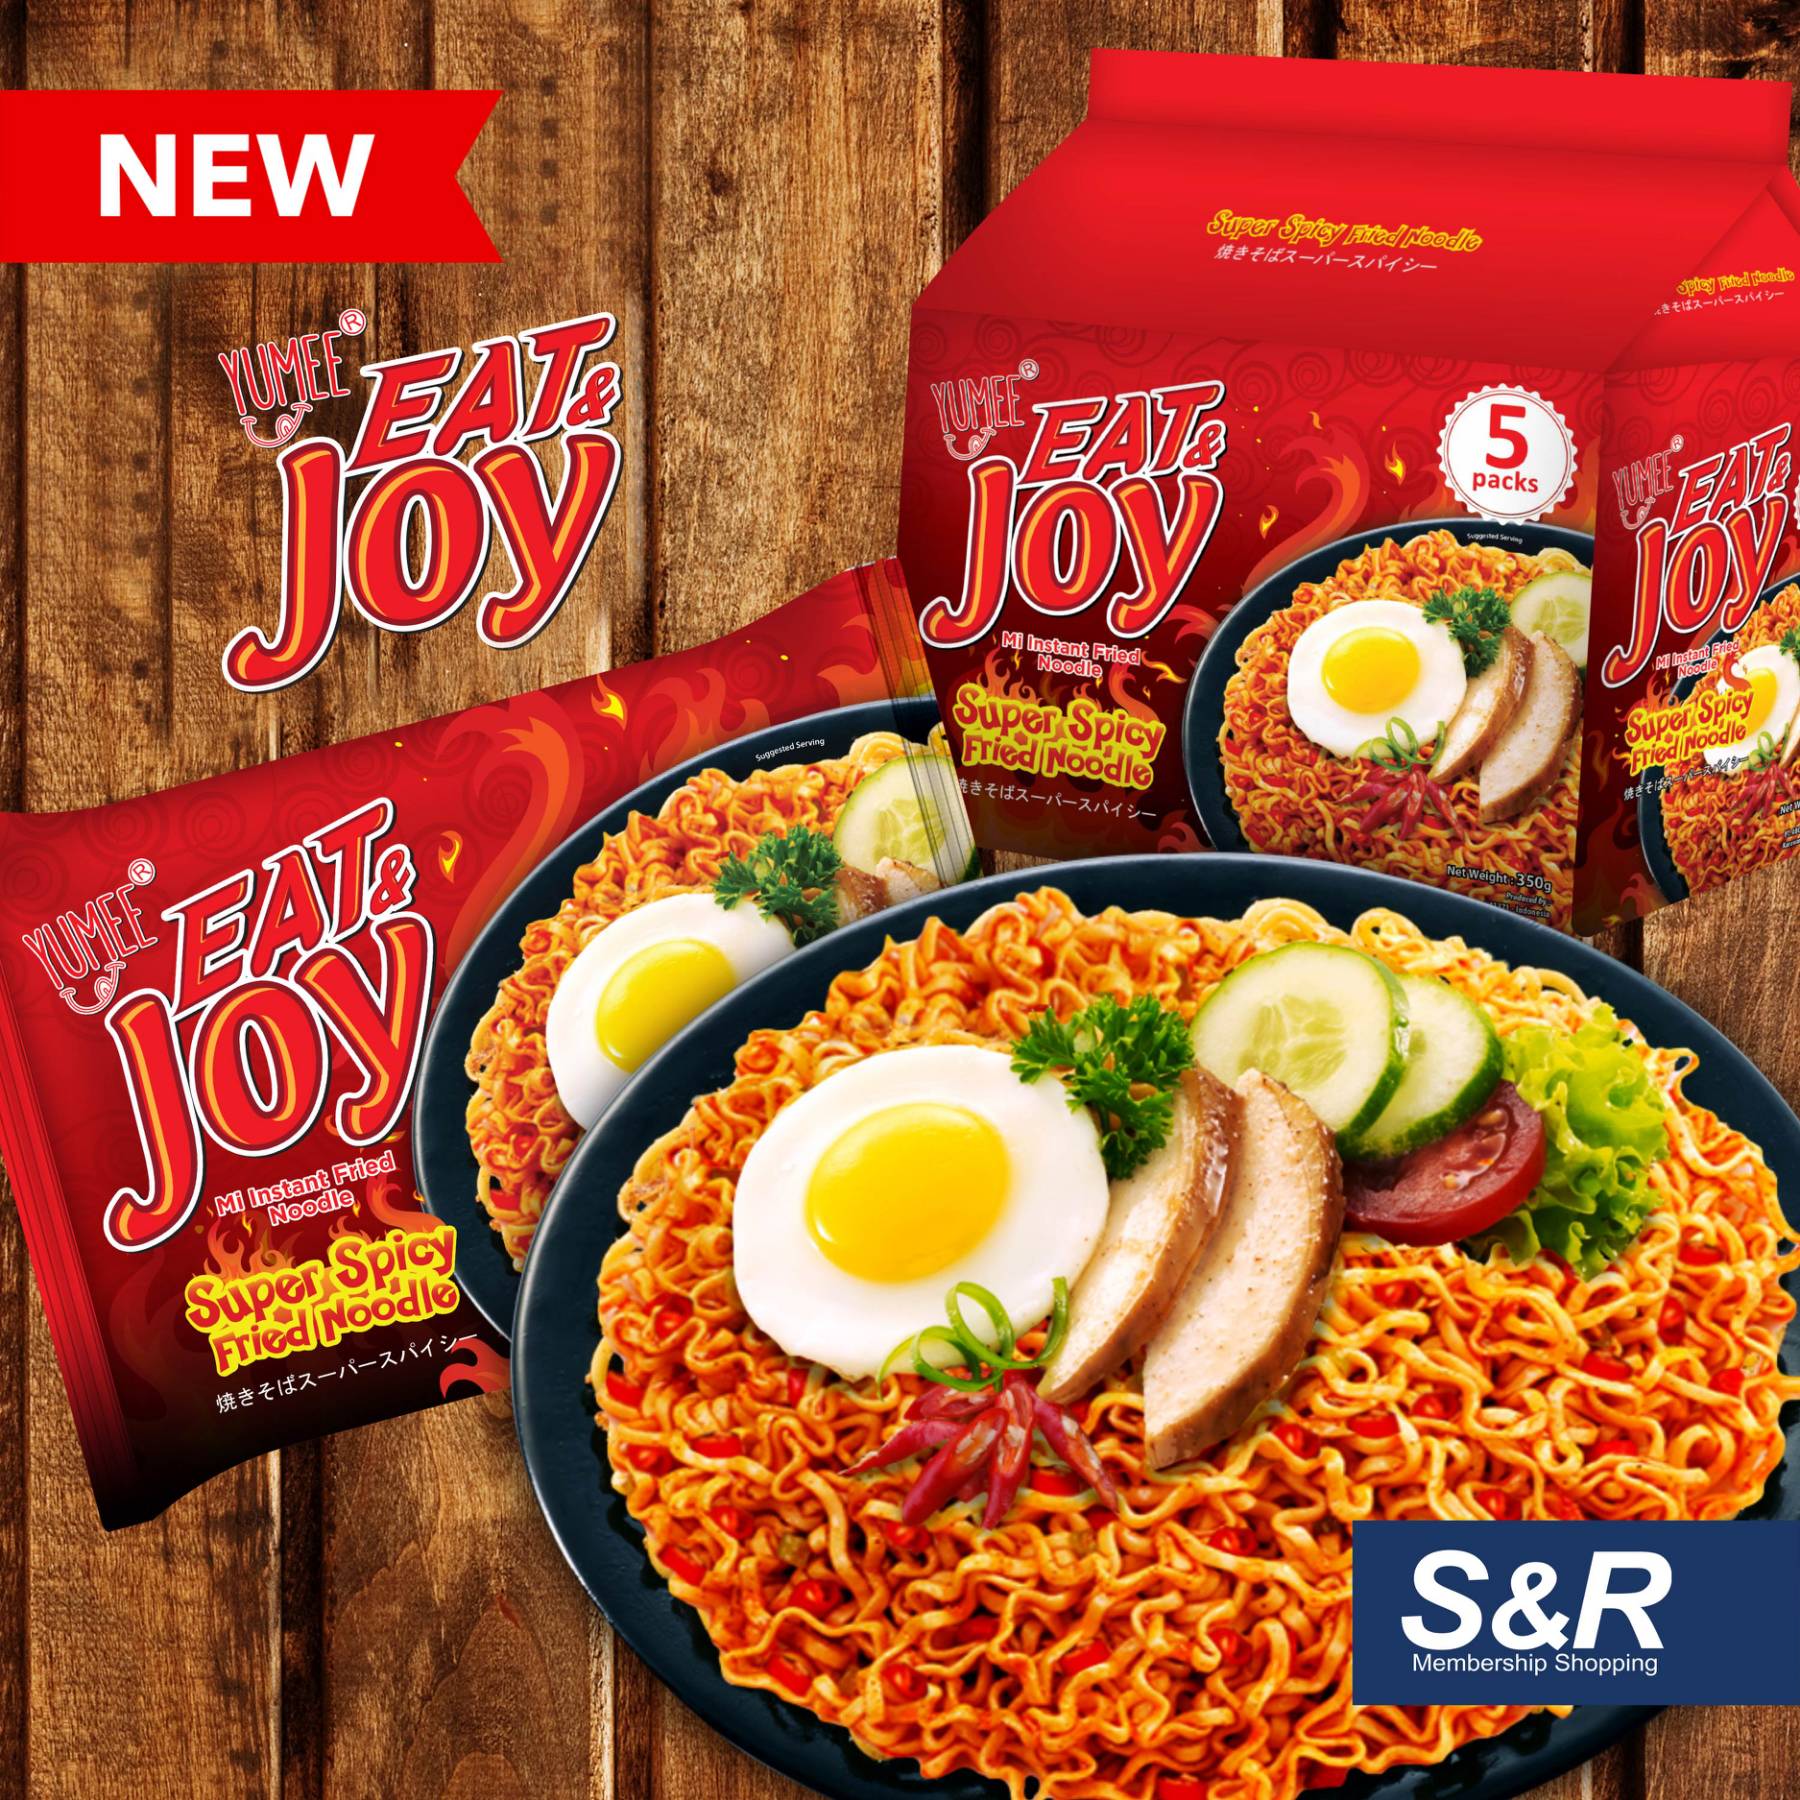 NEW
YUMEE®
EAT &
Joy
Super Spicy Fried Noodle
焼きそばスーパースパイシー
Spicy Fried Noodle
きそばスーパースパイシー
YUMEE®
EAT &
Joy
5
packs
Suggested Serving
Mi Instant Fried
Noodle
Super Spicy
Fried Noodle
焼きそばスーパースパイシー
Net Weight : 350g
Produced by
Indonesia
YUMEE®
EAT &
Joy
Mi Instant Fried
Noodle
Super Spicy
Fried Noodle
焼きそばスーパースパイシー
Net W
Suggested Serving
YUMEE®
EAT &
Joy
Mi Instant Fried
Noodle
Super Spicy
Fried Noodle
焼きそばスーパースパイシー
S&R
Membership Shopping